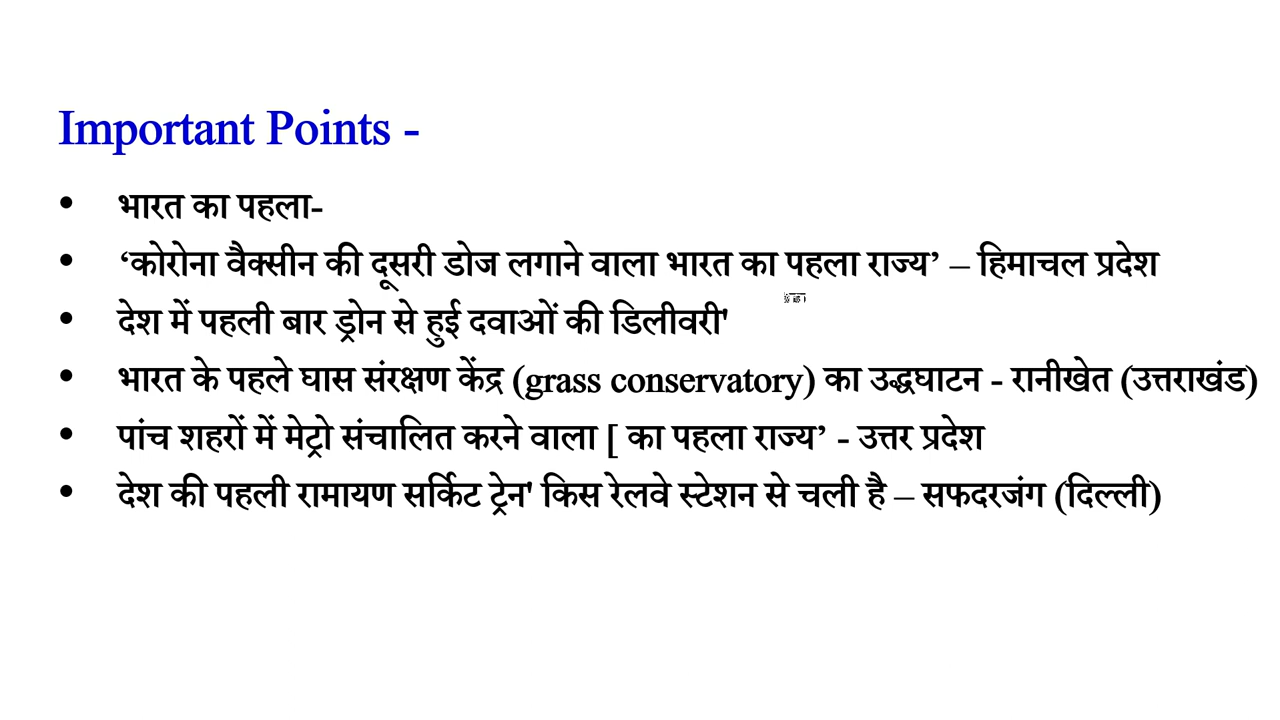 Important Points -
• भारत का पहला-
• ‘कोरोना वैक्सीन की दूसरी डोज लगाने वाला भारत का पहला राज्य’ – हिमाचल प्रदेश
• देश में पहली बार ड्रोन से हुई दवाओं की डिलीवरी'
• भारत के पहले घास संरक्षण केंद्र (grass conservatory) का उद्धघाटन - रानीखेत (उत्तराखंड)
• पांच शहरों में मेट्रो संचालित करने वाला [ का पहला राज्य’ - उत्तर प्रदेश
• देश की पहली रामायण सर्किट ट्रेन' किस रेलवे स्टेशन से चली है – सफदरजंग (दिल्ली)